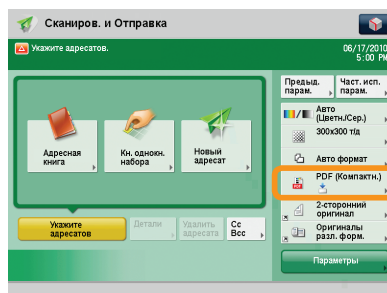 Сканиров. и Отправка
Укажите адресатов.
06/17/2010
5:00 PM
Предыд.
парам.
Част. исп.
парам.
Авто
(Цветн./Сер.)
300x300 т/д
Авто формат
PDF (Компактн.)
2-сторонний
оригинал
Оригиналы
разл. форм.
Параметры
Адресная
книга
Кн. однокн.
набора
Новый
адресат
Укажите
адресатов
Детали
Удалить
адресата
Cc
Bcc